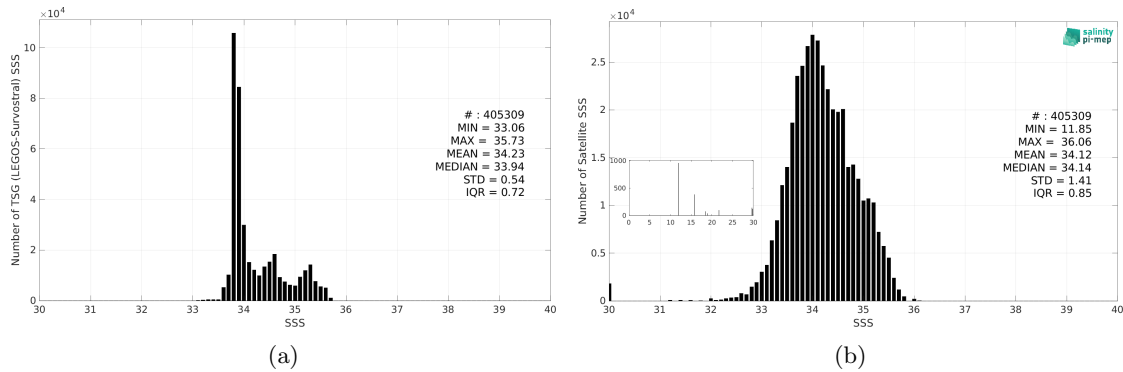 ×10⁴
10
8
6
4
2
0
Number of TSG (LEGOS-Survostral) SSS
# : 405309
MIN = 33.06
MAX = 35.73
MEAN = 34.23
MEDIAN = 33.94
STD = 0.54
IQR = 0.72
30 31 32 33 34 35 36 37 38 39 40
SSS
(a)
×10⁴
2.5
2
1.5
1
0.5
0
Number of Satellite SSS
salinity
pi-mep
# : 405309
MIN = 11.85
MAX = 36.06
MEAN = 34.12
MEDIAN = 34.14
STD = 1.41
IQR = 0.85
1000
500
0
0 5 10 15 20 25 30
30 31 32 33 34 35 36 37 38 39 40
SSS
(b)